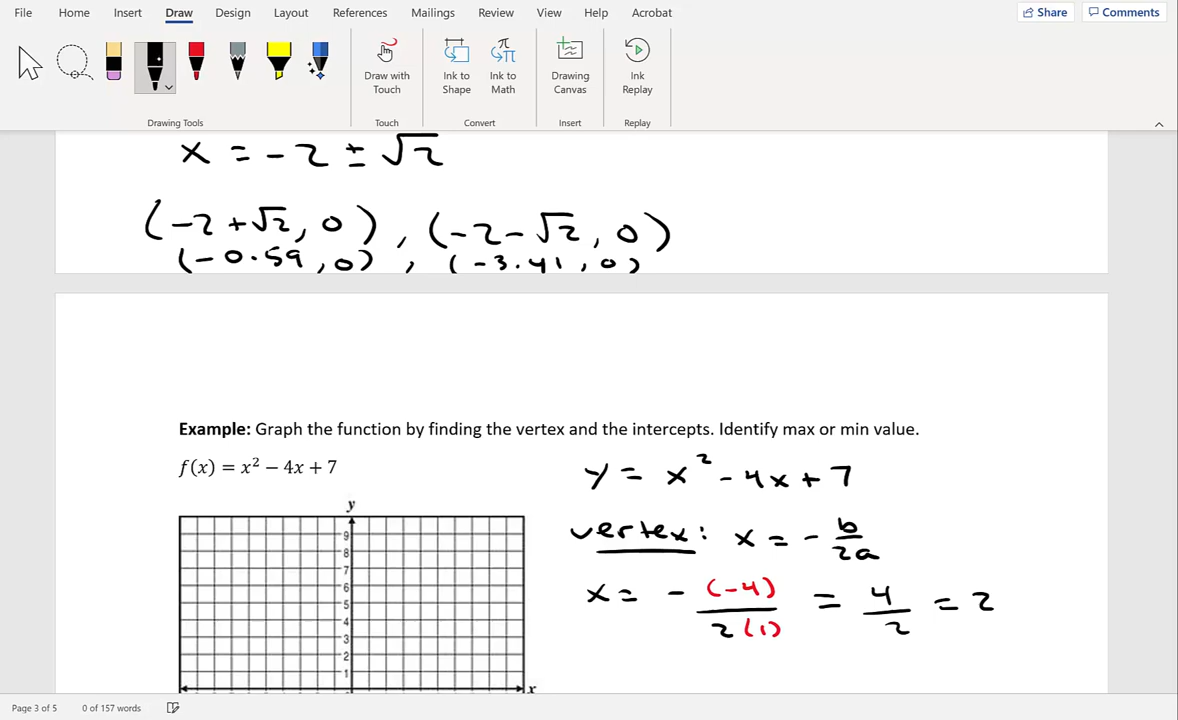 File Home Insert Draw Design Layout References Mailings Review View Help Acrobat Share Comments
Draw with Touch Ink to Shape Ink to Math Drawing Canvas Ink Replay
Drawing Tools Touch Convert Insert Replay
x = -2 ± √2
(-2+√2, 0), (-2-√2, 0)
(-0.59, 0), (-3.41, 0)
Example: Graph the function by finding the vertex and the intercepts. Identify max or min value.
f(x) = x² − 4x + 7
y = x² - 4x + 7
vertex: x = - b/2a
x = - (-4)/2(1) = 4/2 = 2
y
9
8
7
6
5
4
3
2
1
x
Page 3 of 5 0 of 157 words